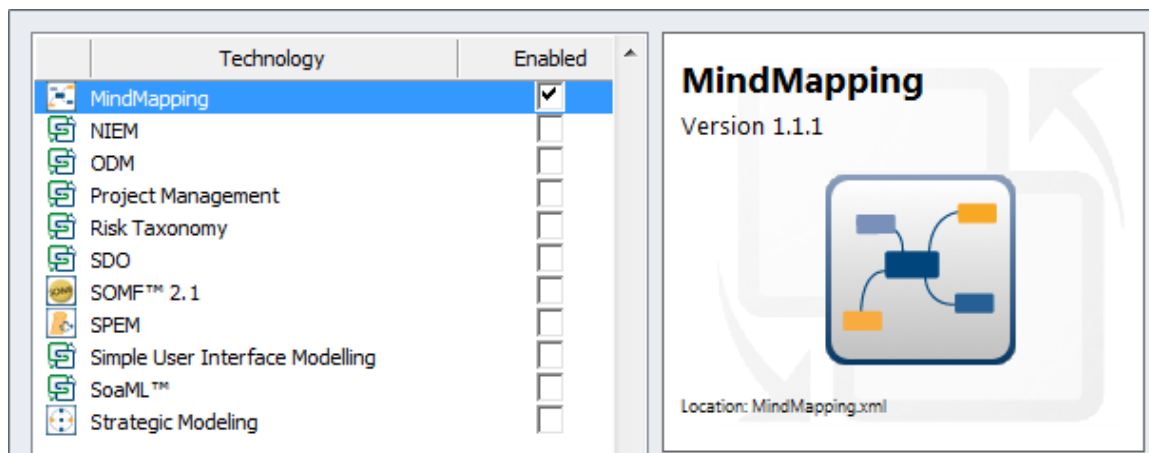 Technology Enabled
MindMapping
NIEM
ODM
Project Management
Risk Taxonomy
SDO
SOMF™ 2.1
SPEM
Simple User Interface Modelling
SoaML™
Strategic Modeling
MindMapping
Version 1.1.1
Location: MindMapping.xml